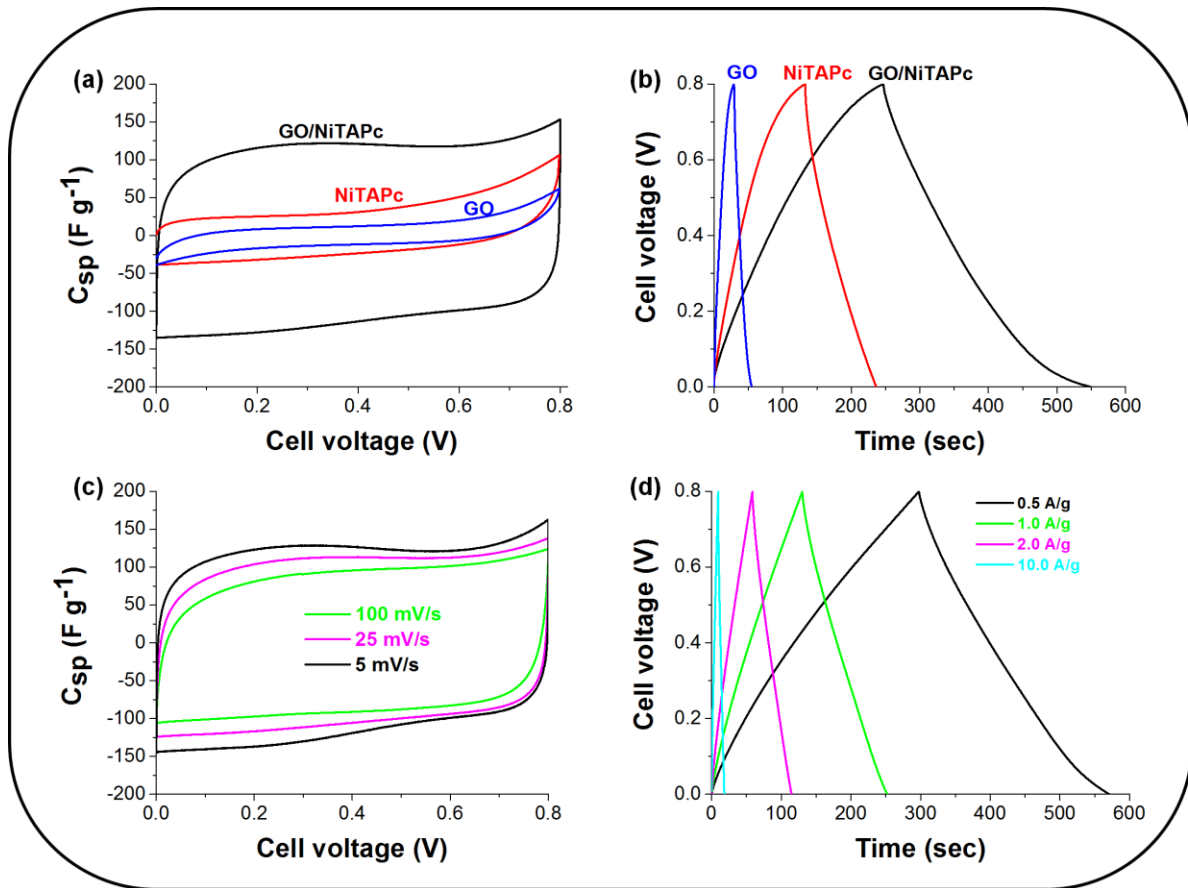 (a)
200
150
100
50
0
-50
-100
-150
-200
GO/NiTAPc
NiTAPc
GO
0.0 0.2 0.4 0.6 0.8
Cell voltage (V)
Csp (F g-1)
(b)
GO NiTAPc GO/NiTAPc
0.8
0.6
0.4
0.2
0.0
0 100 200 300 400 500 600
Time (sec)
Cell voltage (V)
(c)
200
150
100
50
0
-50
-100
-150
-200
100 mV/s
25 mV/s
5 mV/s
0.0 0.2 0.4 0.6 0.8
Cell voltage (V)
Csp (F g-1)
(d)
0.8
0.6
0.4
0.2
0.0
0.5 A/g
1.0 A/g
2.0 A/g
10.0 A/g
0 100 200 300 400 500 600
Time (sec)
Cell voltage (V)